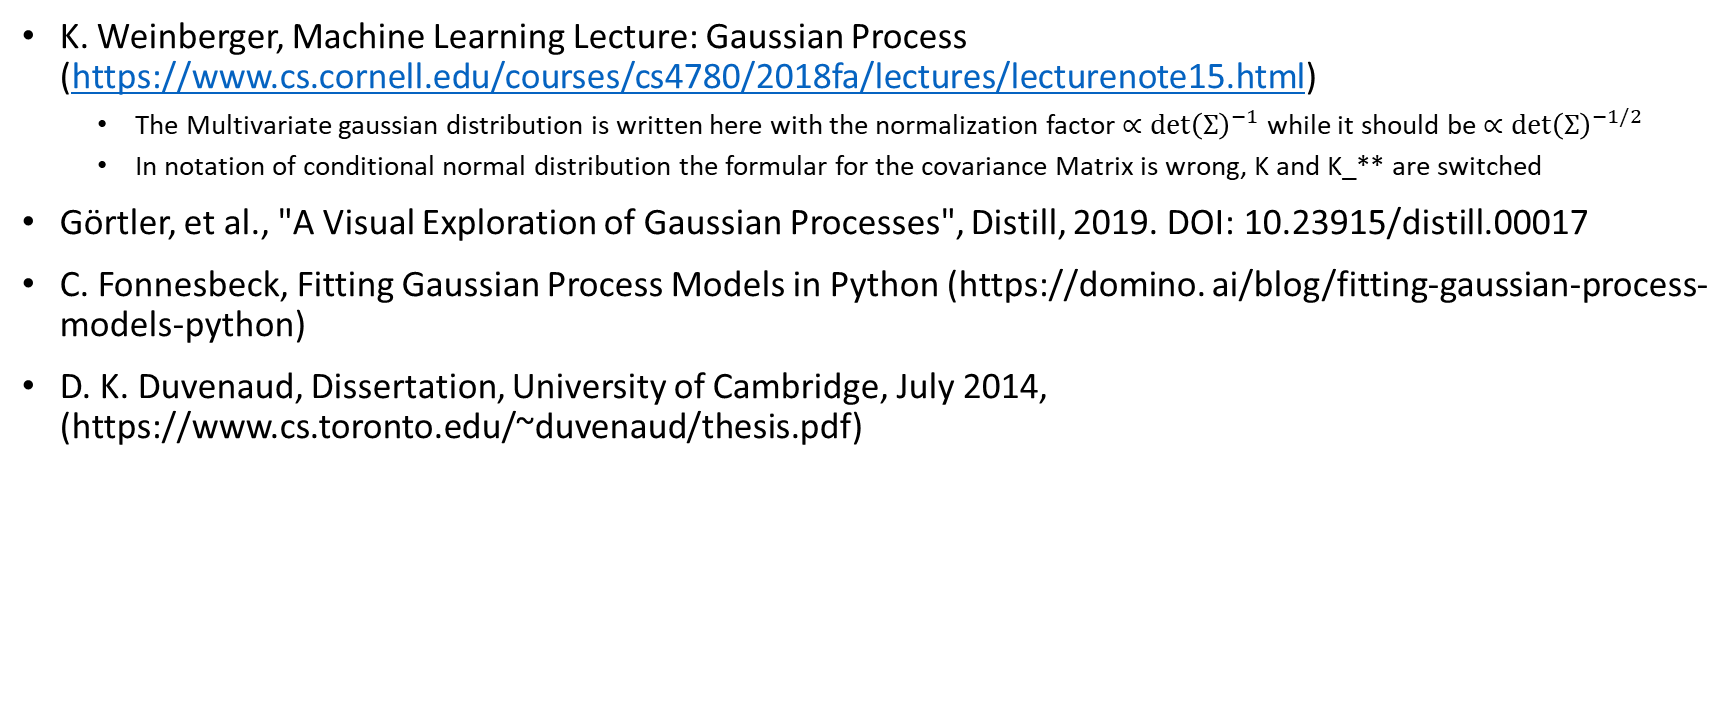 • K. Weinberger, Machine Learning Lecture: Gaussian Process
(https://www.cs.cornell.edu/courses/cs4780/2018fa/lectures/lecturenote15.html)
• The Multivariate gaussian distribution is written here with the normalization factor ∝ det(Σ)⁻¹ while it should be ∝ det(Σ)⁻¹/²
• In notation of conditional normal distribution the formular for the covariance Matrix is wrong, K and K_** are switched
• Görtler, et al., "A Visual Exploration of Gaussian Processes", Distill, 2019. DOI: 10.23915/distill.00017
• C. Fonnesbeck, Fitting Gaussian Process Models in Python (https://domino. ai/blog/fitting-gaussian-process-
models-python)
• D. K. Duvenaud, Dissertation, University of Cambridge, July 2014,
(https://www.cs.toronto.edu/~duvenaud/thesis.pdf)